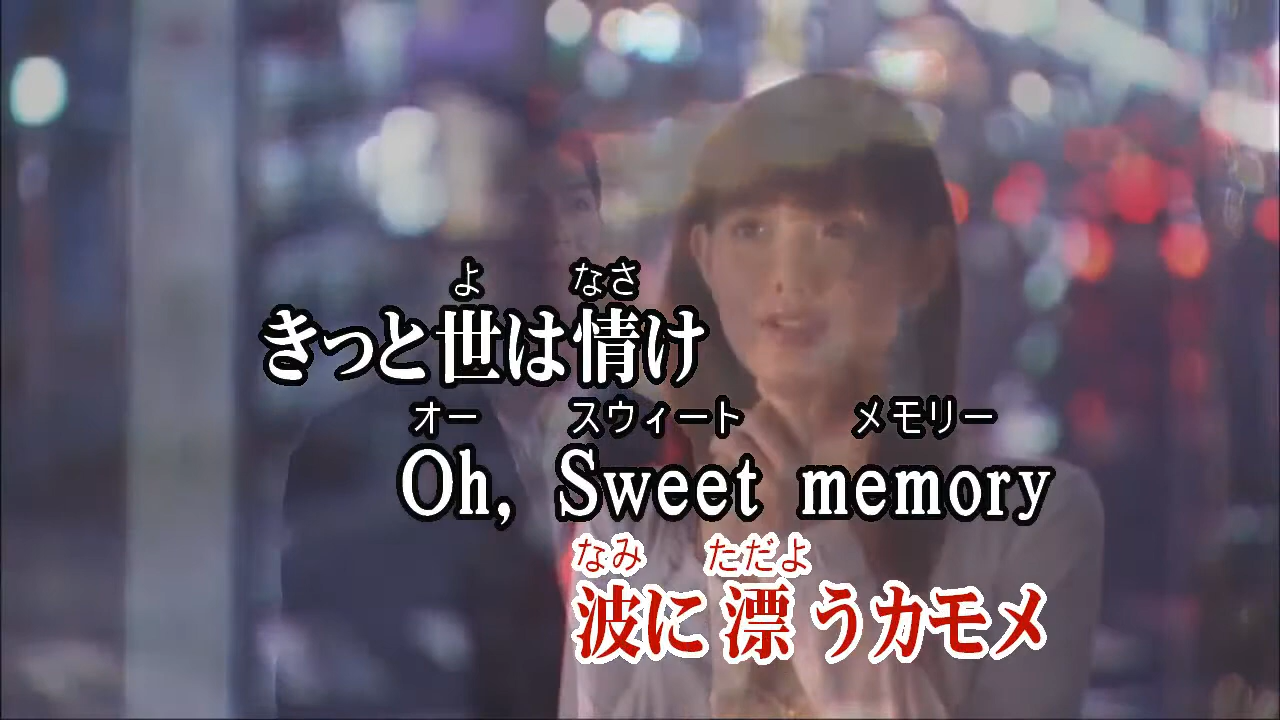 よ なさ
きっと世は情け
オー スウィート メモリー
Oh, Sweet memory
なみ ただよ
波に漂うカモメ